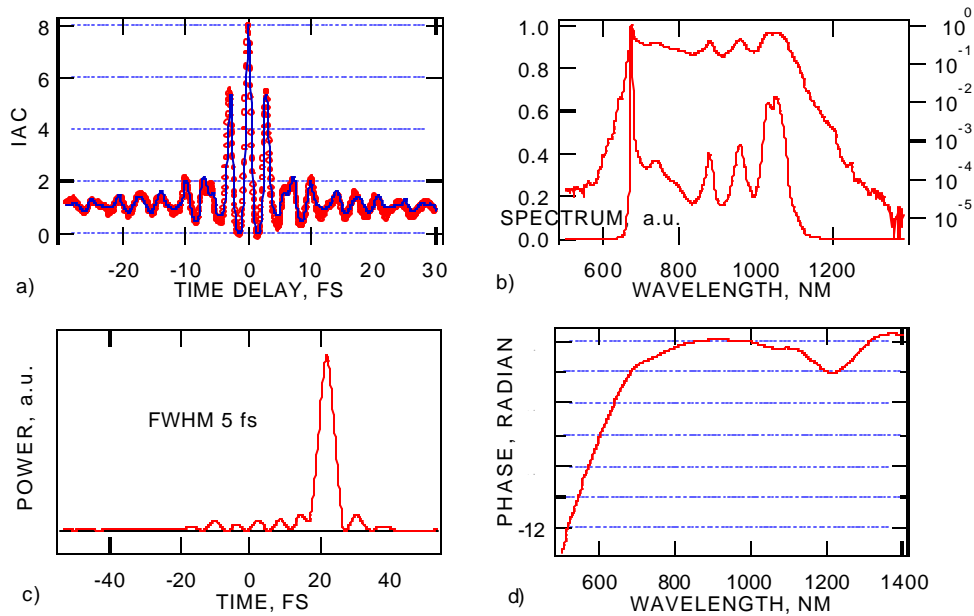 8
6
4
2
0
IAC
-20
-10
0
10
20
30
a)
TIME DELAY, FS
1.0
0.8
0.6
0.4
0.2
0.0
10^0
10^-1
10^-2
10^-3
10^-4
10^-5
SPECTRUM, a.u.
600
800
1000
1200
b)
WAVELENGTH, NM
POWER, a.u.
FWHM 5 fs
-40
-20
0
20
40
c)
TIME, FS
PHASE, RADIAN
-12
600
800
1000
1200
1400
d)
WAVELENGTH, NM